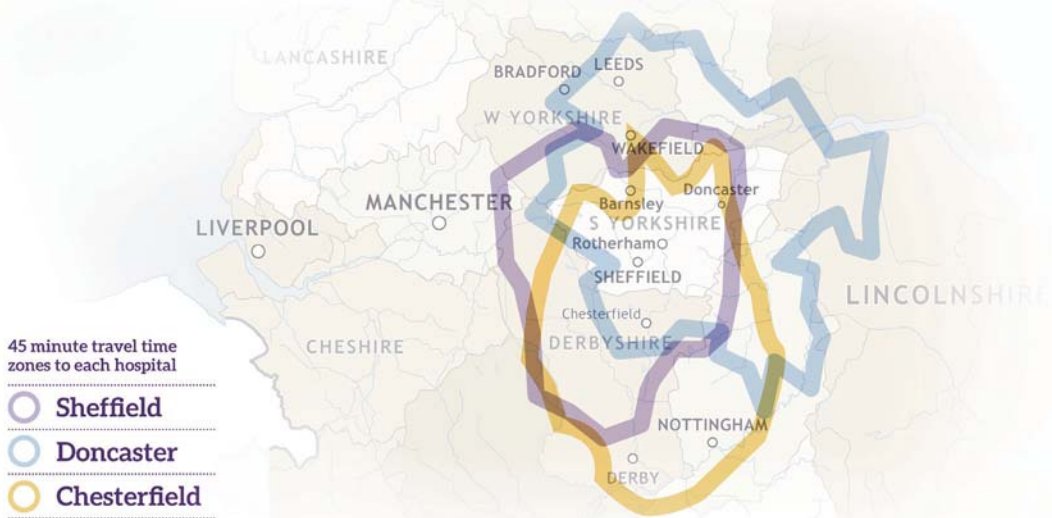 LANCASHIRE
BRADFORD
LEEDS
W YORKSHIRE
WAKEFIELD
MANCHESTER
Barnsley
Doncaster
S YORKSHIRE
LIVERPOOL
Rotherham
SHEFFIELD
LINCOLNSHIRE
Chesterfield
DERBYSHIRE
CHESHIRE
NOTTINGHAM
DERBY
45 minute travel time
zones to each hospital
Sheffield
Doncaster
Chesterfield